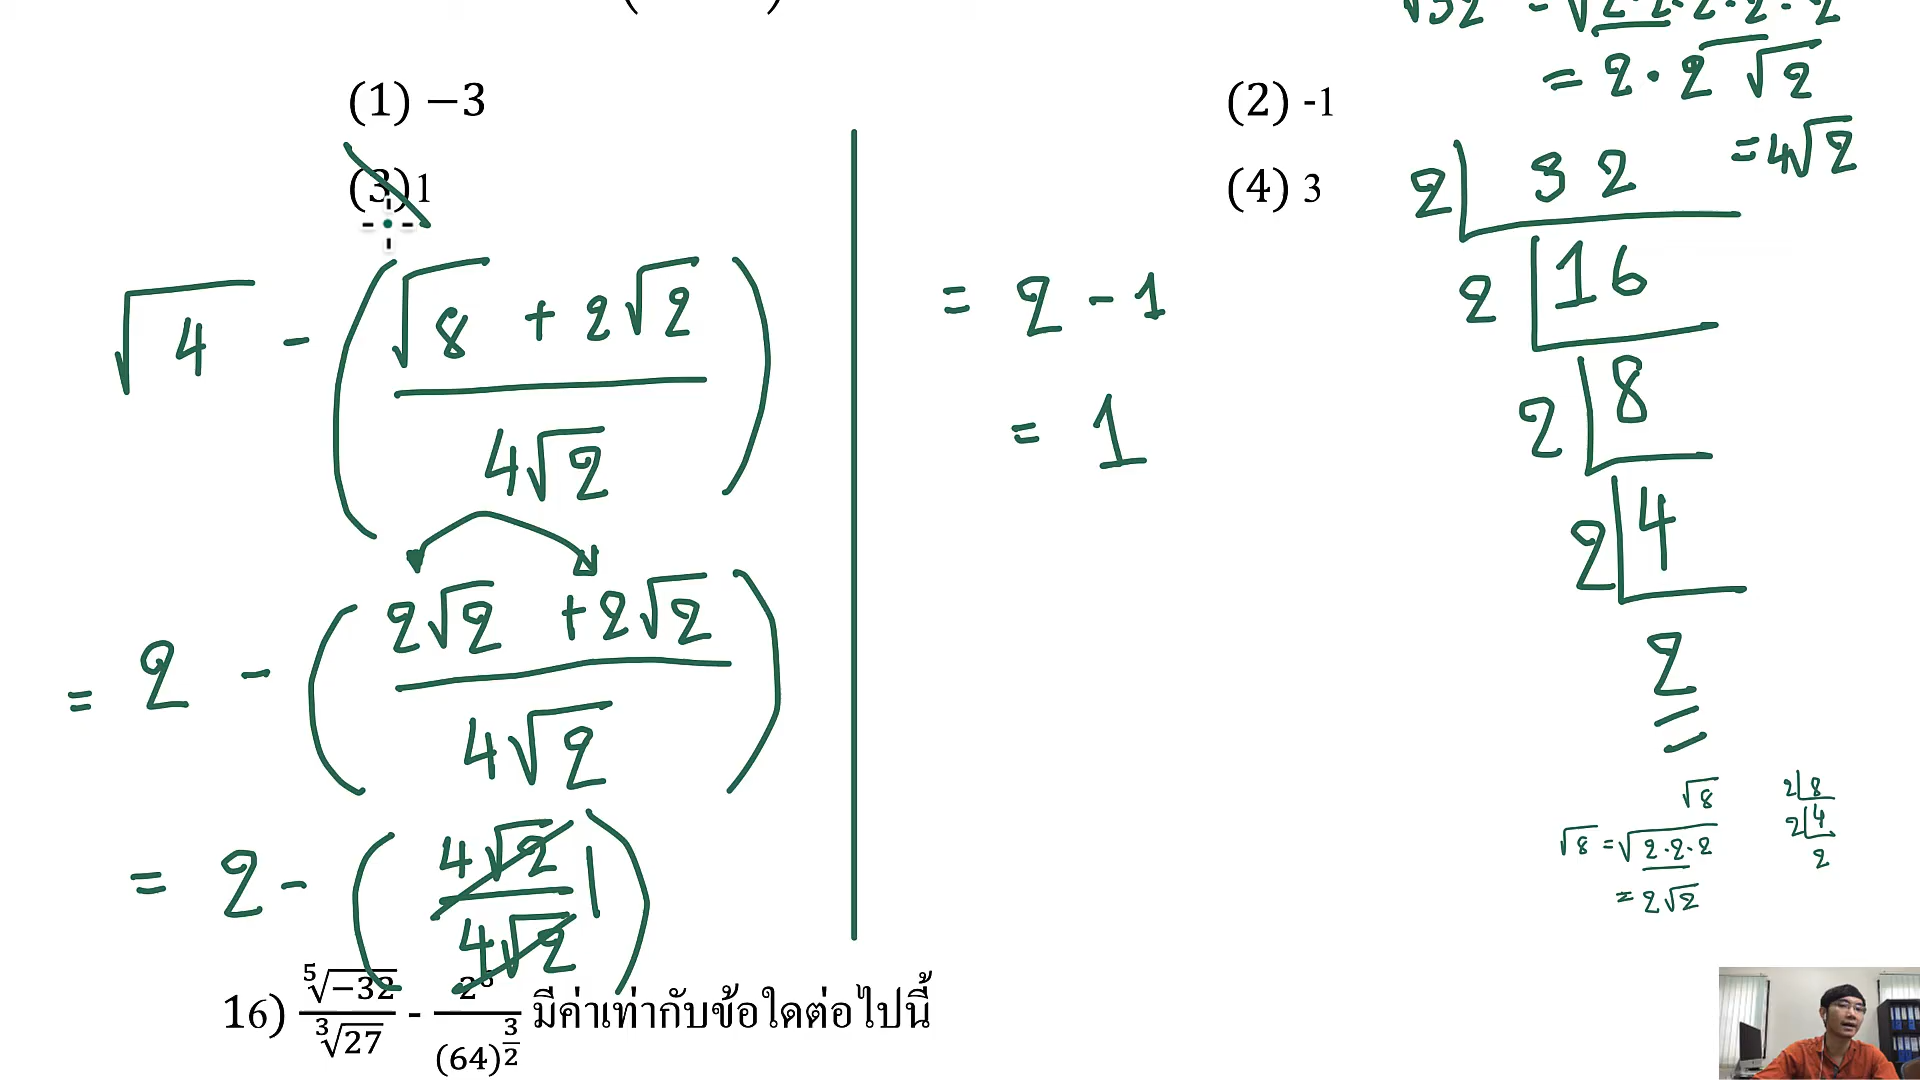 √32 = √2·2·2·2·2
= 2·2√2
= 4√2
(1) −3
(2) -1
(3) 1
(4) 3
√4 - (√8 + 2√2 / 4√2)
= 2 - (2√2 + 2√2 / 4√2)
= 2 - (4√2 / 4√2) 1
= 2 - 1
= 1
2 | 32
2 | 16
2 | 8
2 | 4
2
√8
√8 = √2·2·2
= 2√2
2 | 8
2 | 4
2
16) ⁵√−32 / ³√27 - / (64)^(3/2) มีค่าเท่ากับข้อใดต่อไปนี้